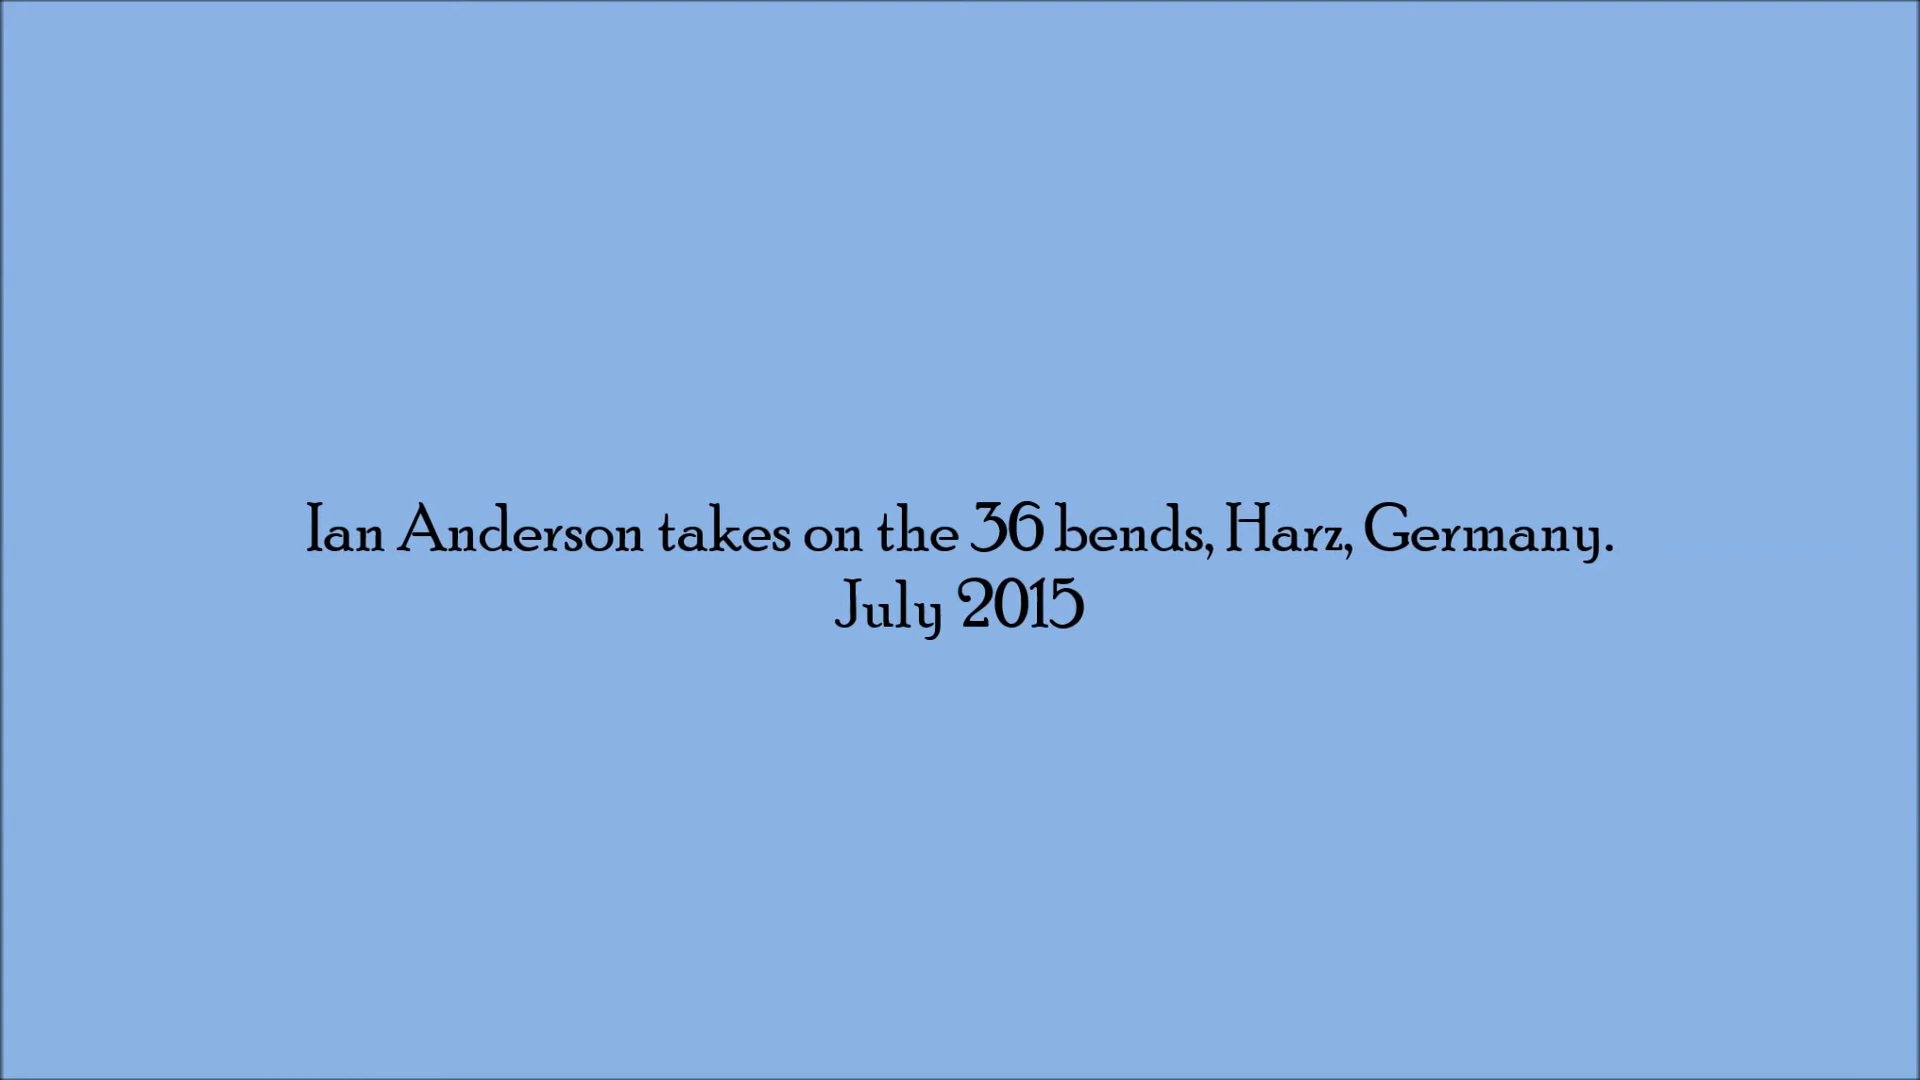 Ian Anderson takes on the 36 bends, Harz, Germany.
July 2015